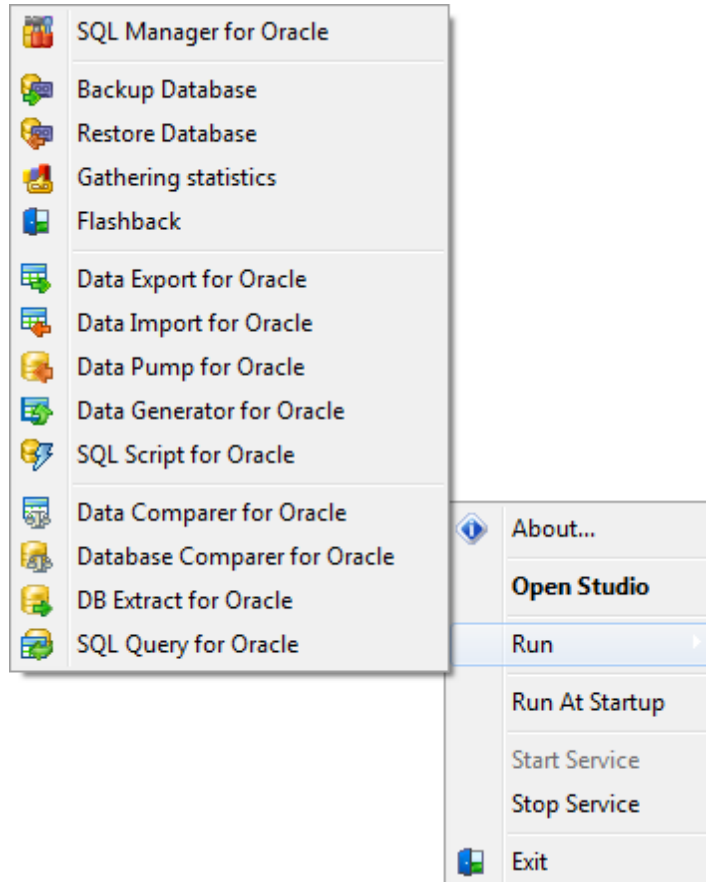 SQL Manager for Oracle
Backup Database
Restore Database
Gathering statistics
Flashback
Data Export for Oracle
Data Import for Oracle
Data Pump for Oracle
Data Generator for Oracle
SQL Script for Oracle
Data Comparer for Oracle
Database Comparer for Oracle
DB Extract for Oracle
SQL Query for Oracle
About...
Open Studio
Run
Run At Startup
Start Service
Stop Service
Exit